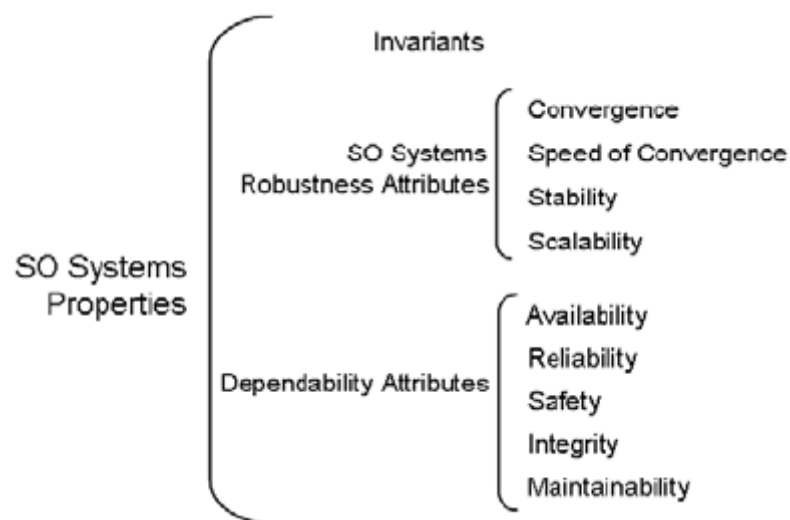 Invariants
Convergence
SO Systems
Speed of Convergence
Robustness Attributes
Stability
Scalability
SO Systems
Properties
Availability
Reliability
Dependability Attributes
Safety
Integrity
Maintainability